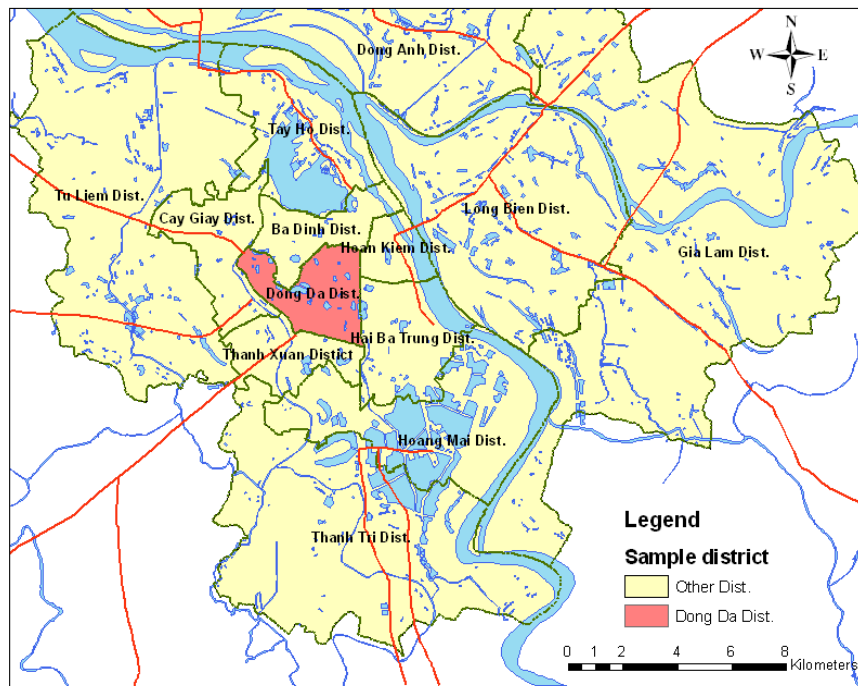 N
W E
S
Dong Anh Dist.
Tay Ho Dist.
Tu Liem Dist.
Cay Giay Dist.
Ba Dinh Dist.
Long Bien Dist.
Hoan Kiem Dist.
Gia Lam Dist.
Dong Da Dist.
Hai Ba Trung Dist.
Thanh Xuan Distict
Hoang Mai Dist.
Thanh Tri Dist.
Legend
Sample district
Other Dist.
Dong Da Dist.
0 1 2 4 6 8
Kilometers